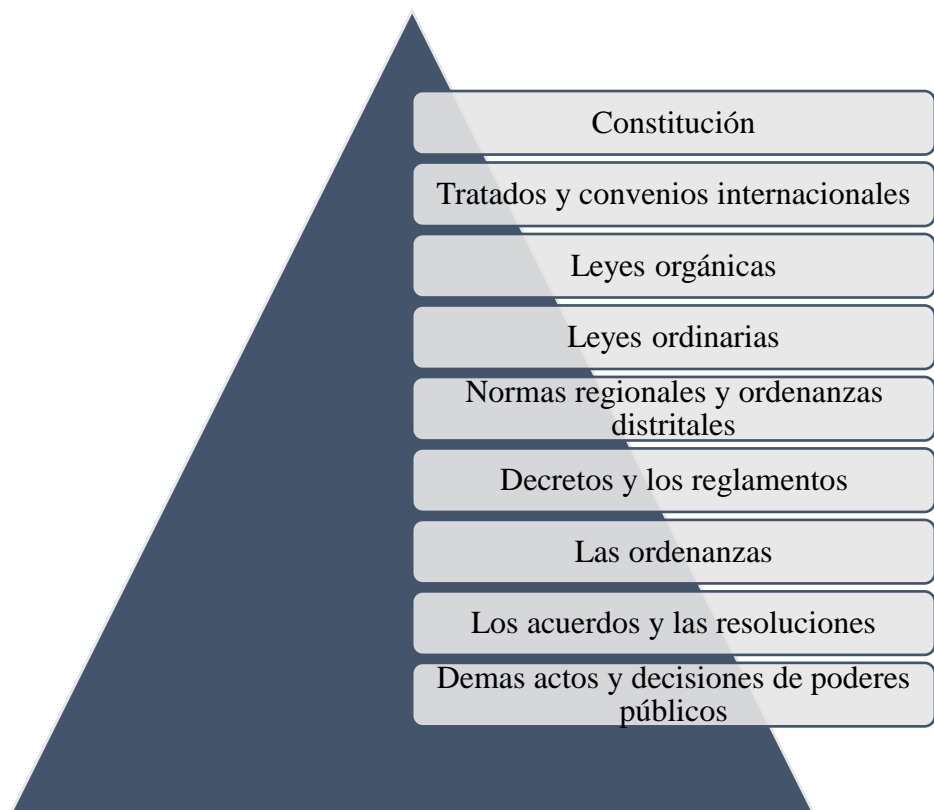 Constitución
Tratados y convenios internacionales
Leyes orgánicas
Leyes ordinarias
Normas regionales y ordenanzas
distritales
Decretos y los reglamentos
Las ordenanzas
Los acuerdos y las resoluciones
Demas actos y decisiones de poderes
públicos